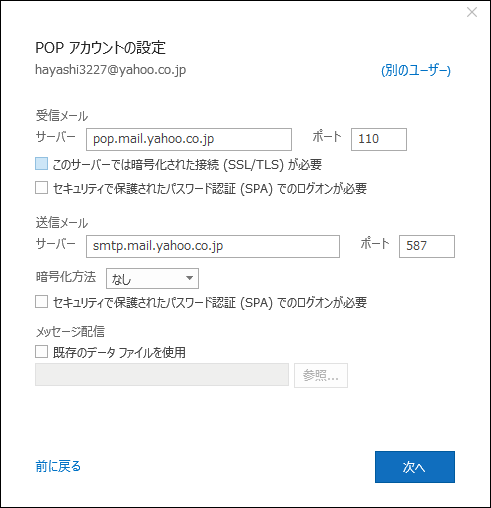 POP アカウントの設定
hayashi3227@yahoo.co.jp
(別のユーザー)
受信メール
サーバー pop.mail.yahoo.co.jp ポート 110
このサーバーでは暗号化された接続 (SSL/TLS) が必要
セキュリティで保護されたパスワード認証 (SPA) でのログオンが必要
送信メール
サーバー smtp.mail.yahoo.co.jp ポート 587
暗号化方法 なし
セキュリティで保護されたパスワード認証 (SPA) でのログオンが必要
メッセージ配信
既存のデータ ファイルを使用
参照...
前に戻る
次へ